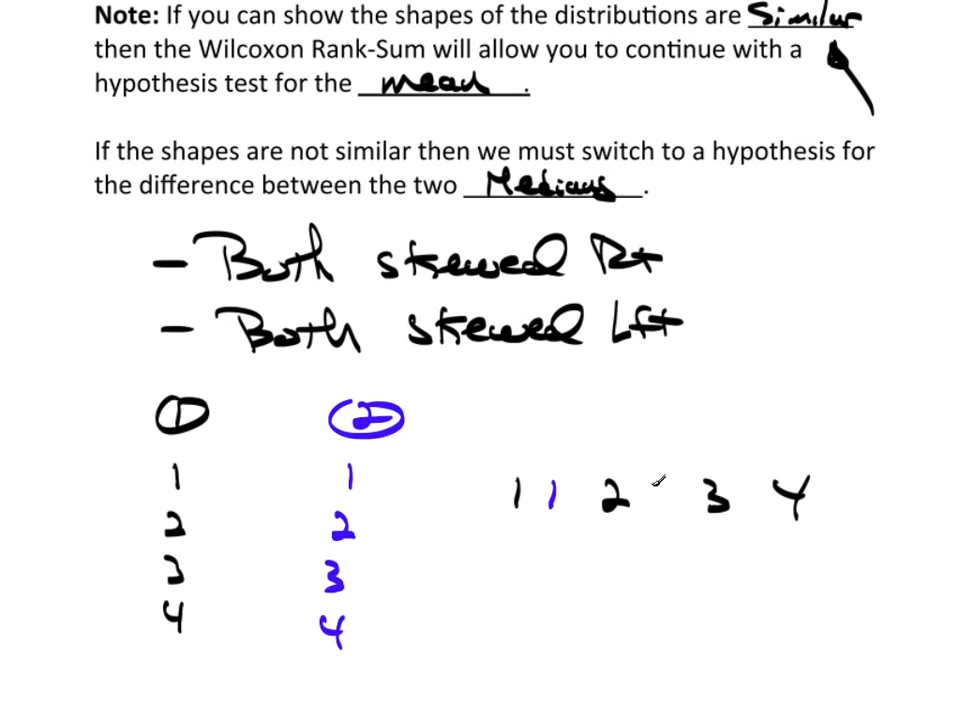 Note: If you can show the shapes of the distributions are Similar
then the Wilcoxon Rank-Sum will allow you to continue with a
hypothesis test for the mean.
If the shapes are not similar then we must switch to a hypothesis for
the difference between the two Medians.
- Both skewed Rt
- Both skewed Lft
1 2
1 1
2 2
3 3
4 4
1 1 2 3 4